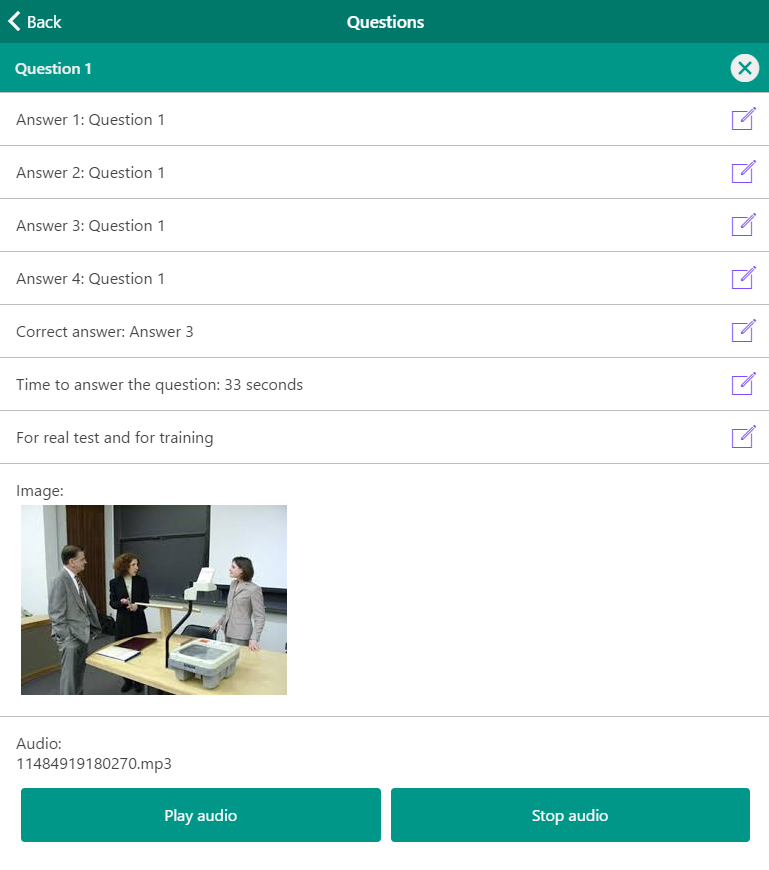 Back
Questions
Question 1
Answer 1: Question 1
Answer 2: Question 1
Answer 3: Question 1
Answer 4: Question 1
Correct answer: Answer 3
Time to answer the question: 33 seconds
For real test and for training
Image:
Audio:
11484919180270.mp3
Play audio
Stop audio